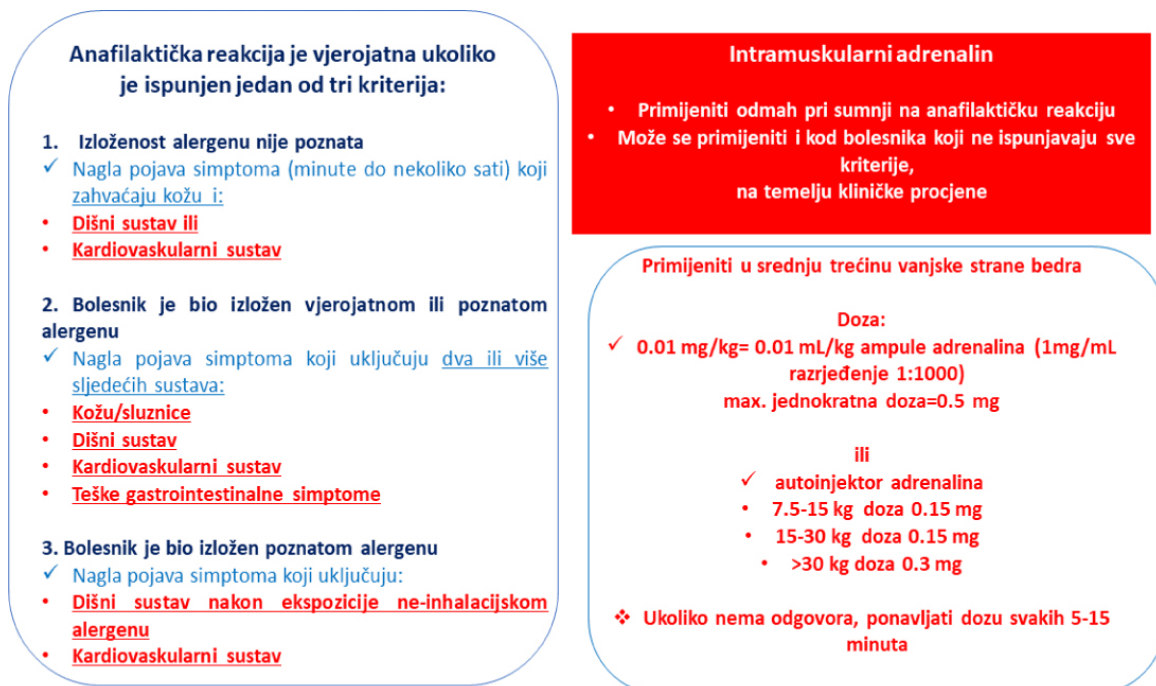 Anafilaktička reakcija je vjerojatna ukoliko
je ispunjen jedan od tri kriterija:
1. Izloženost alergenu nije poznata
✓ Nagla pojava simptoma (minute do nekoliko sati) koji
zahvaćaju kožu i:
• Dišni sustav ili
• Kardiovaskularni sustav
2. Bolesnik je bio izložen vjerojatnom ili poznatom
alergenu
✓ Nagla pojava simptoma koji uključuju dva ili više
sljedećih sustava:
• Kožu/sluznice
• Dišni sustav
• Kardiovaskularni sustav
• Teške gastrointestinalne simptome
3. Bolesnik je bio izložen poznatom alergenu
✓ Nagla pojava simptoma koji uključuju:
• Dišni sustav nakon ekspozicije ne-inhalacijskom
alergenu
• Kardiovaskularni sustav
Intramuskularni adrenalin
• Primijeniti odmah pri sumnji na anafilaktičku reakciju
• Može se primijeniti i kod bolesnika koji ne ispunjavaju sve
kriterije,
na temelju kliničke procjene
Primijeniti u srednju trećinu vanjske strane bedra
Doza:
✓ 0.01 mg/kg= 0.01 mL/kg ampule adrenalina (1mg/mL
razrjeđenje 1:1000)
max. jednokratna doza=0.5 mg
ili
✓ autoinjektor adrenalina
• 7.5-15 kg doza 0.15 mg
• 15-30 kg doza 0.15 mg
• >30 kg doza 0.3 mg
❖ Ukoliko nema odgovora, ponavljati dozu svakih 5-15
minuta